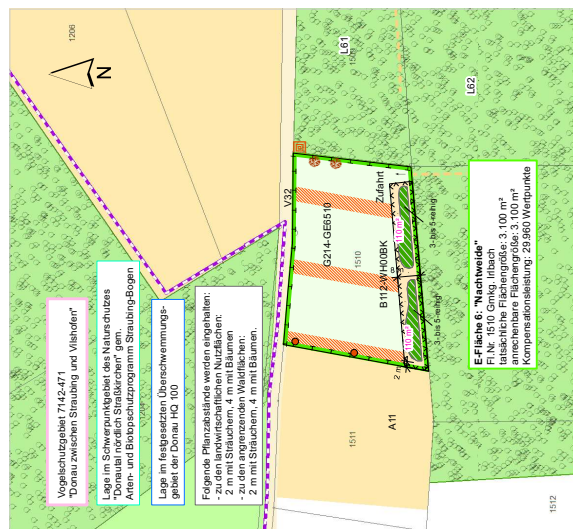 Vogelschutzgebiet 7142-471
"Donau zwischen Straubing und Vilshofen"
Lage im Schwerpunktgebiet des Naturschutzes
"Donautal nördlich Straßkirchen" gem.
Arten- und Biotopschutzprogramm Straubing-Bogen
Lage im festgesetzten Überschwemmungs-
gebiet der Donau HQ 100
Folgende Pflanzabstände werden eingehalten:
- zu den landwirtschaftlichen Nutzflächen:
2 m mit Sträuchern, 4 m mit Bäumen
- zu den angrenzenden Waldflächen:
2 m mit Sträuchern, 4 m mit Bäumen.
1206
N
V32
G214-GE6510
1510
B112-WH00BK
Zufahrt
110 m²
110 m²
2 m
3- bis 5-reihig
3- bis 5-reihig
A 11
1511
1512
L61
L62
E-Fläche 6: "Nachtweide"
Fl.Nr. 1510 Gmkg. Irlbach
tatsächliche Flächengröße: 3.100 m²
anrechenbare Flächengröße: 3.100 m²
Kompensationsleistung: 29.960 Wertpunkte